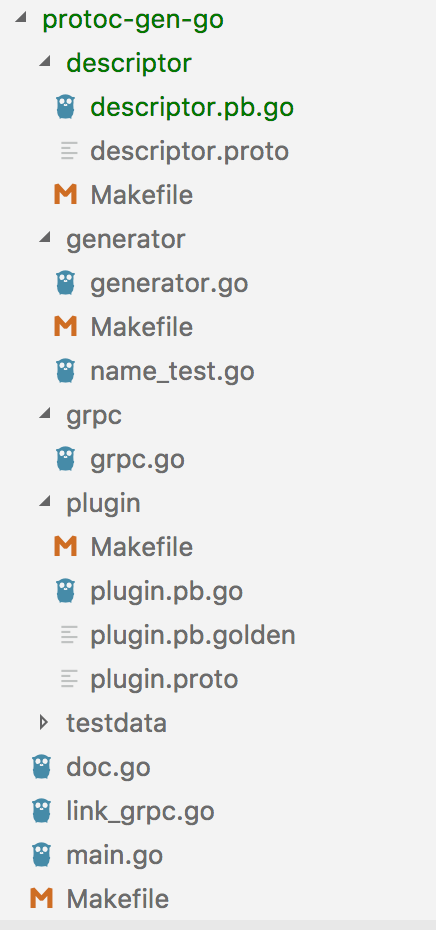 protoc-gen-go
descriptor
descriptor.pb.go
descriptor.proto
Makefile
generator
generator.go
Makefile
name_test.go
grpc
grpc.go
plugin
Makefile
plugin.pb.go
plugin.pb.golden
plugin.proto
testdata
doc.go
link_grpc.go
main.go
Makefile